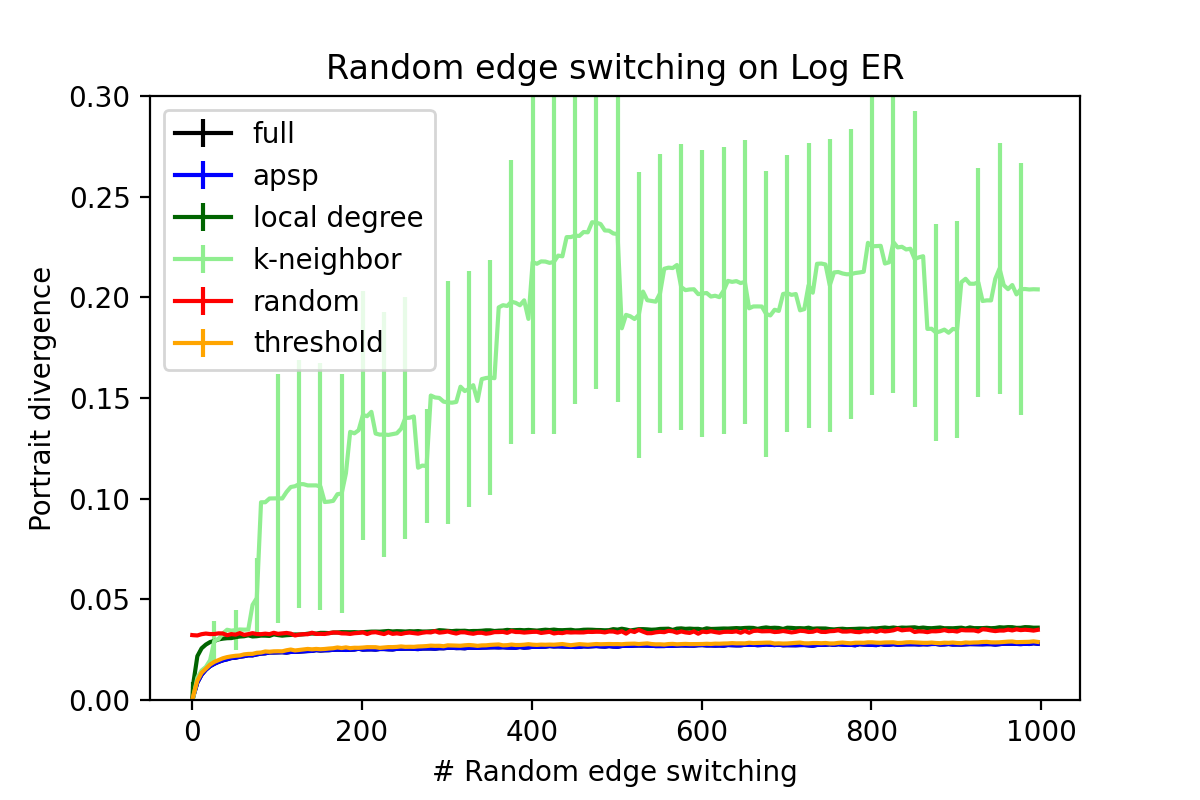 Random edge switching on Log ER
0.30
0.25
0.20
0.15
0.10
0.05
0.00
Portrait divergence
full
apsp
local degree
k-neighbor
random
threshold
0 200 400 600 800 1000
# Random edge switching